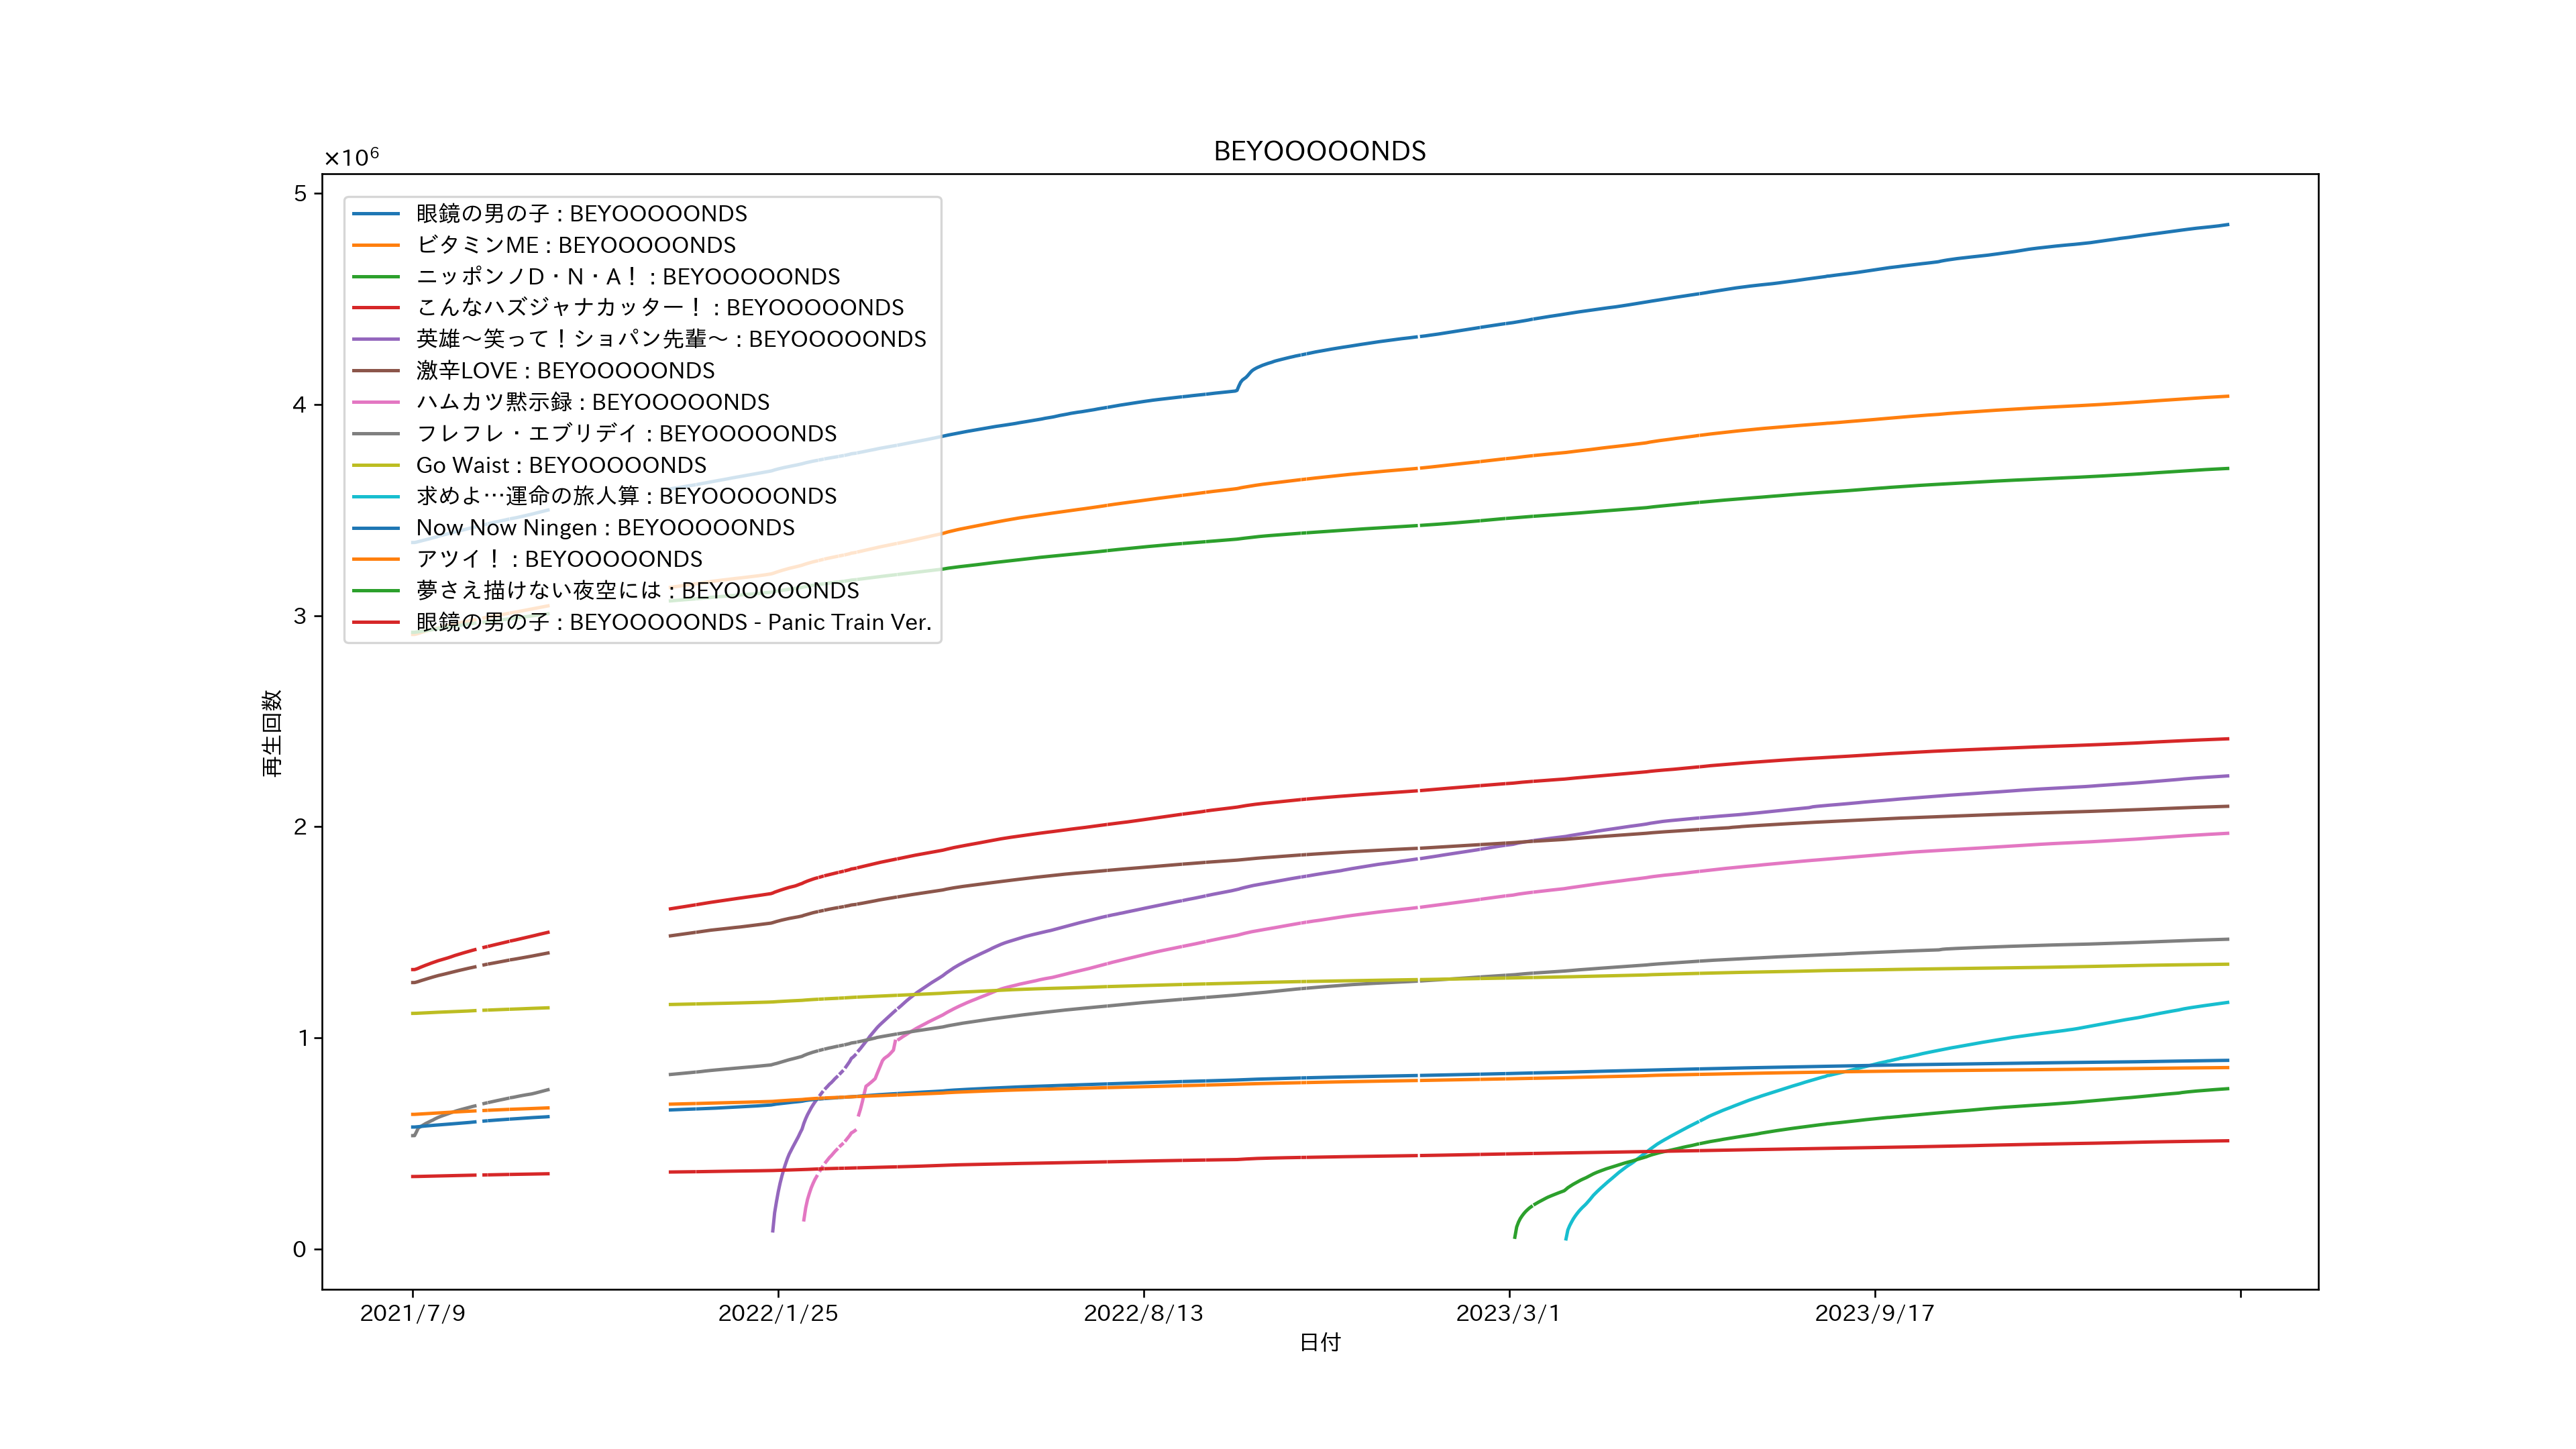 BEYOOOOONDS
×10⁶
5
4
3
2
1
0
再生回数
眼鏡の男の子 : BEYOOOOONDS
ビタミンME : BEYOOOOONDS
ニッポンノD・N・A！ : BEYOOOOONDS
こんなハズジャナカッター！ : BEYOOOOONDS
英雄～笑って！ショパン先輩～ : BEYOOOOONDS
激辛LOVE : BEYOOOOONDS
ハムカツ黙示録 : BEYOOOOONDS
フレフレ・エブリデイ : BEYOOOOONDS
Go Waist : BEYOOOOONDS
求めよ…運命の旅人算 : BEYOOOOONDS
Now Now Ningen : BEYOOOOONDS
アツイ！ : BEYOOOOONDS
夢さえ描けない夜空には : BEYOOOOONDS
眼鏡の男の子 : BEYOOOOONDS - Panic Train Ver.
2021/7/9
2022/1/25
2022/8/13
2023/3/1
2023/9/17
日付